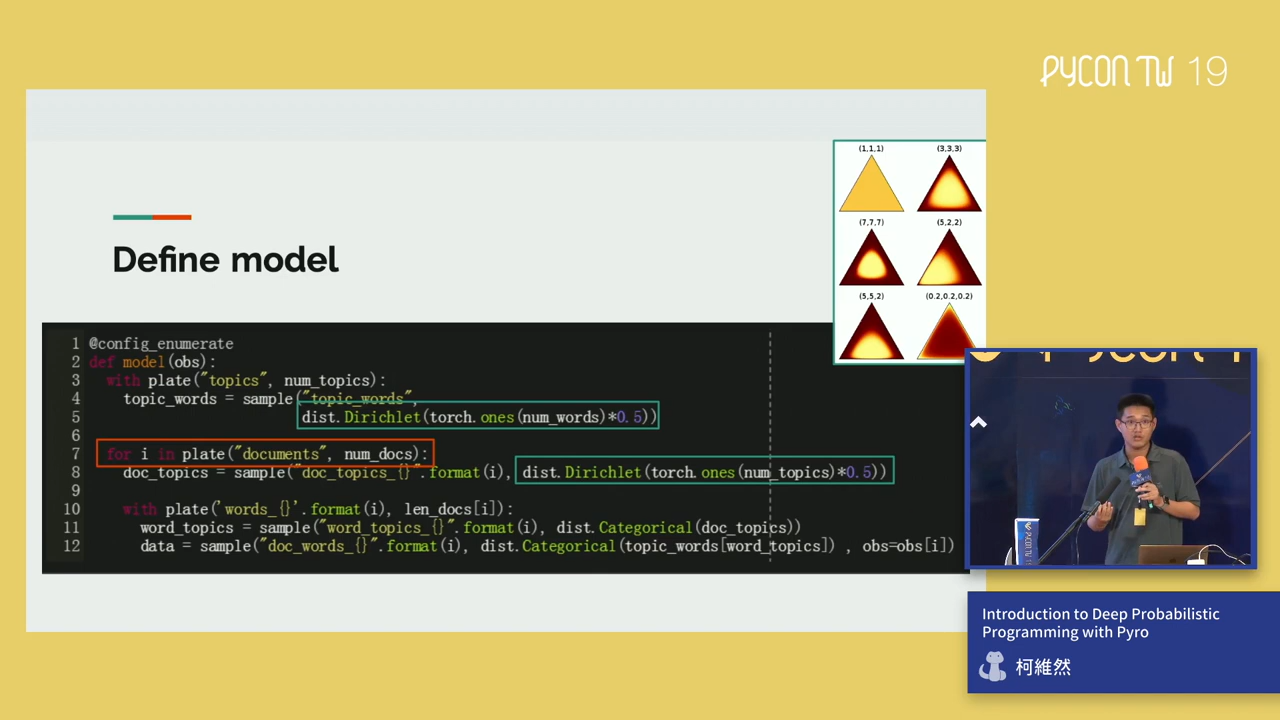 PYCON TW 19
(1,1,1)
(3,3,3)
(7,7,7)
(5,2,2)
(5,5,2)
(0.2,0.2,0.2)
Define model
1 @config_enumerate
2 def model(obs):
3 with plate("topics", num_topics):
4 topic_words = sample("topic_words",
5 dist.Dirichlet(torch.ones(num_words)*0.5))
6
7 for i in plate("documents", num_docs):
8 doc_topics = sample("doc_topics_{}".format(i), dist.Dirichlet(torch.ones(num_topics)*0.5))
9
10 with plate('words_{}'.format(i), len_docs[i]):
11 word_topics = sample("word_topics_{}".format(i), dist.Categorical(doc_topics))
12 data = sample("doc_words_{}".format(i), dist.Categorical(topic_words[word_topics]) , obs=obs[i])
PYCON TW
Introduction to Deep Probabilistic
Programming with Pyro
柯維然